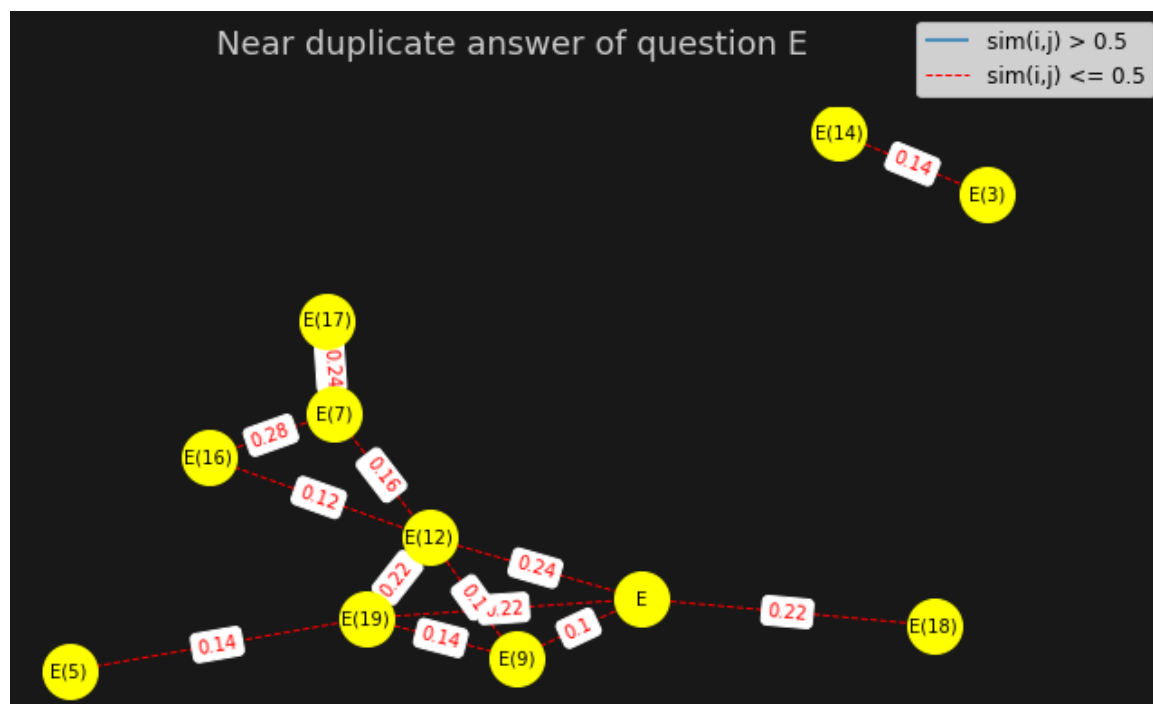 Near duplicate answer of question E
sim(i,j) > 0.5
sim(i,j) <= 0.5
E(14)
0.14
E(3)
E(17)
0.24
E(7)
0.28
E(16)
0.16
0.12
E(12)
0.24
0.22
E
0.22
0.22
E(19)
E(18)
0.1
0.14
0.14
E(9)
E(5)